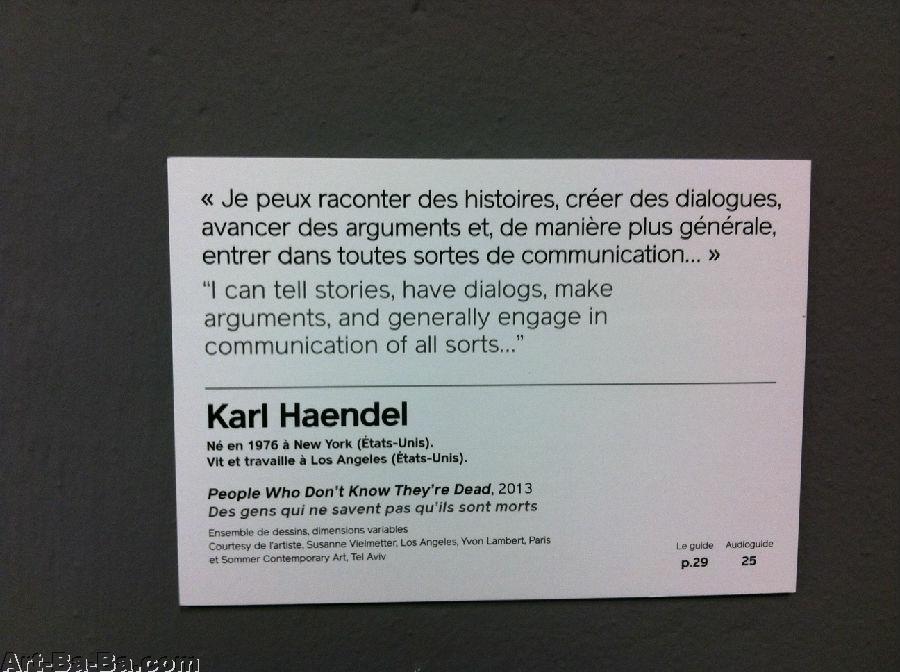 « Je peux raconter des histoires, créer des dialogues,
avancer des arguments et, de manière plus générale,
entrer dans toutes sortes de communication... »
“I can tell stories, have dialogs, make
arguments, and generally engage in
communication of all sorts...”
Karl Haendel
Né en 1976 à New York (États-Unis).
Vit et travaille à Los Angeles (États-Unis).
People Who Don't Know They're Dead, 2013
Des gens qui ne savent pas qu'ils sont morts
Ensemble de dessins, dimensions variables
Courtesy de l'artiste, Susanne Vielmetter, Los Angeles, Yvon Lambert, Paris
et Sommer Contemporary Art, Tel Aviv
Le guide Audioguide
p.29 25
Art-Ba-Ba.com